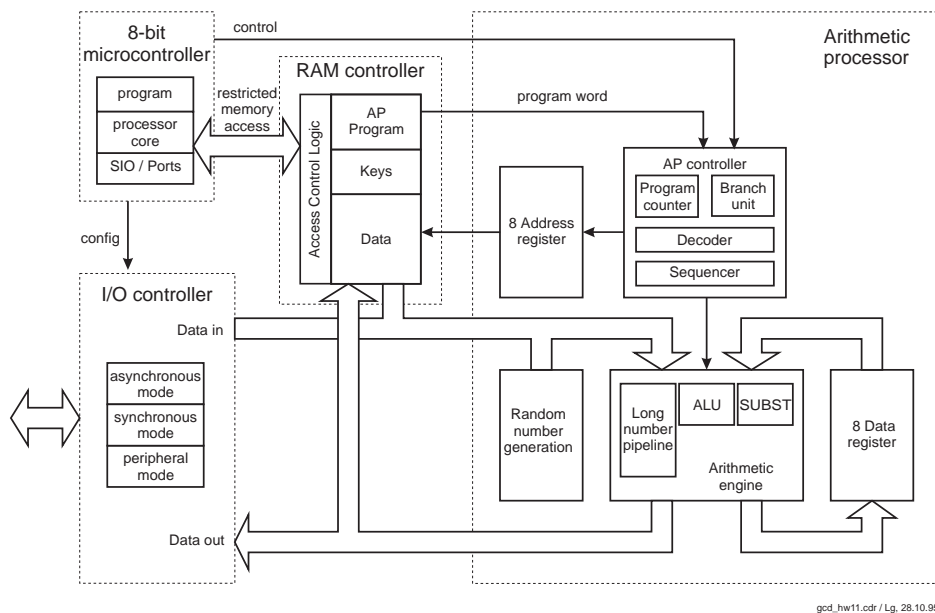 8-bit
microcontroller
program
processor
core
SIO / Ports
control
restricted
memory
access
RAM controller
Access Control Logic
AP
Program
Keys
Data
program word
Arithmetic
processor
AP controller
Program
counter
Branch
unit
Decoder
Sequencer
8 Address
register
config
I/O controller
Data in
asynchronous
mode
synchronous
mode
peripheral
mode
Data out
Random
number
generation
Long
number
pipeline
ALU
SUBST
Arithmetic
engine
8 Data
register
gcd_hw11.cdr / Lg, 28.10.9